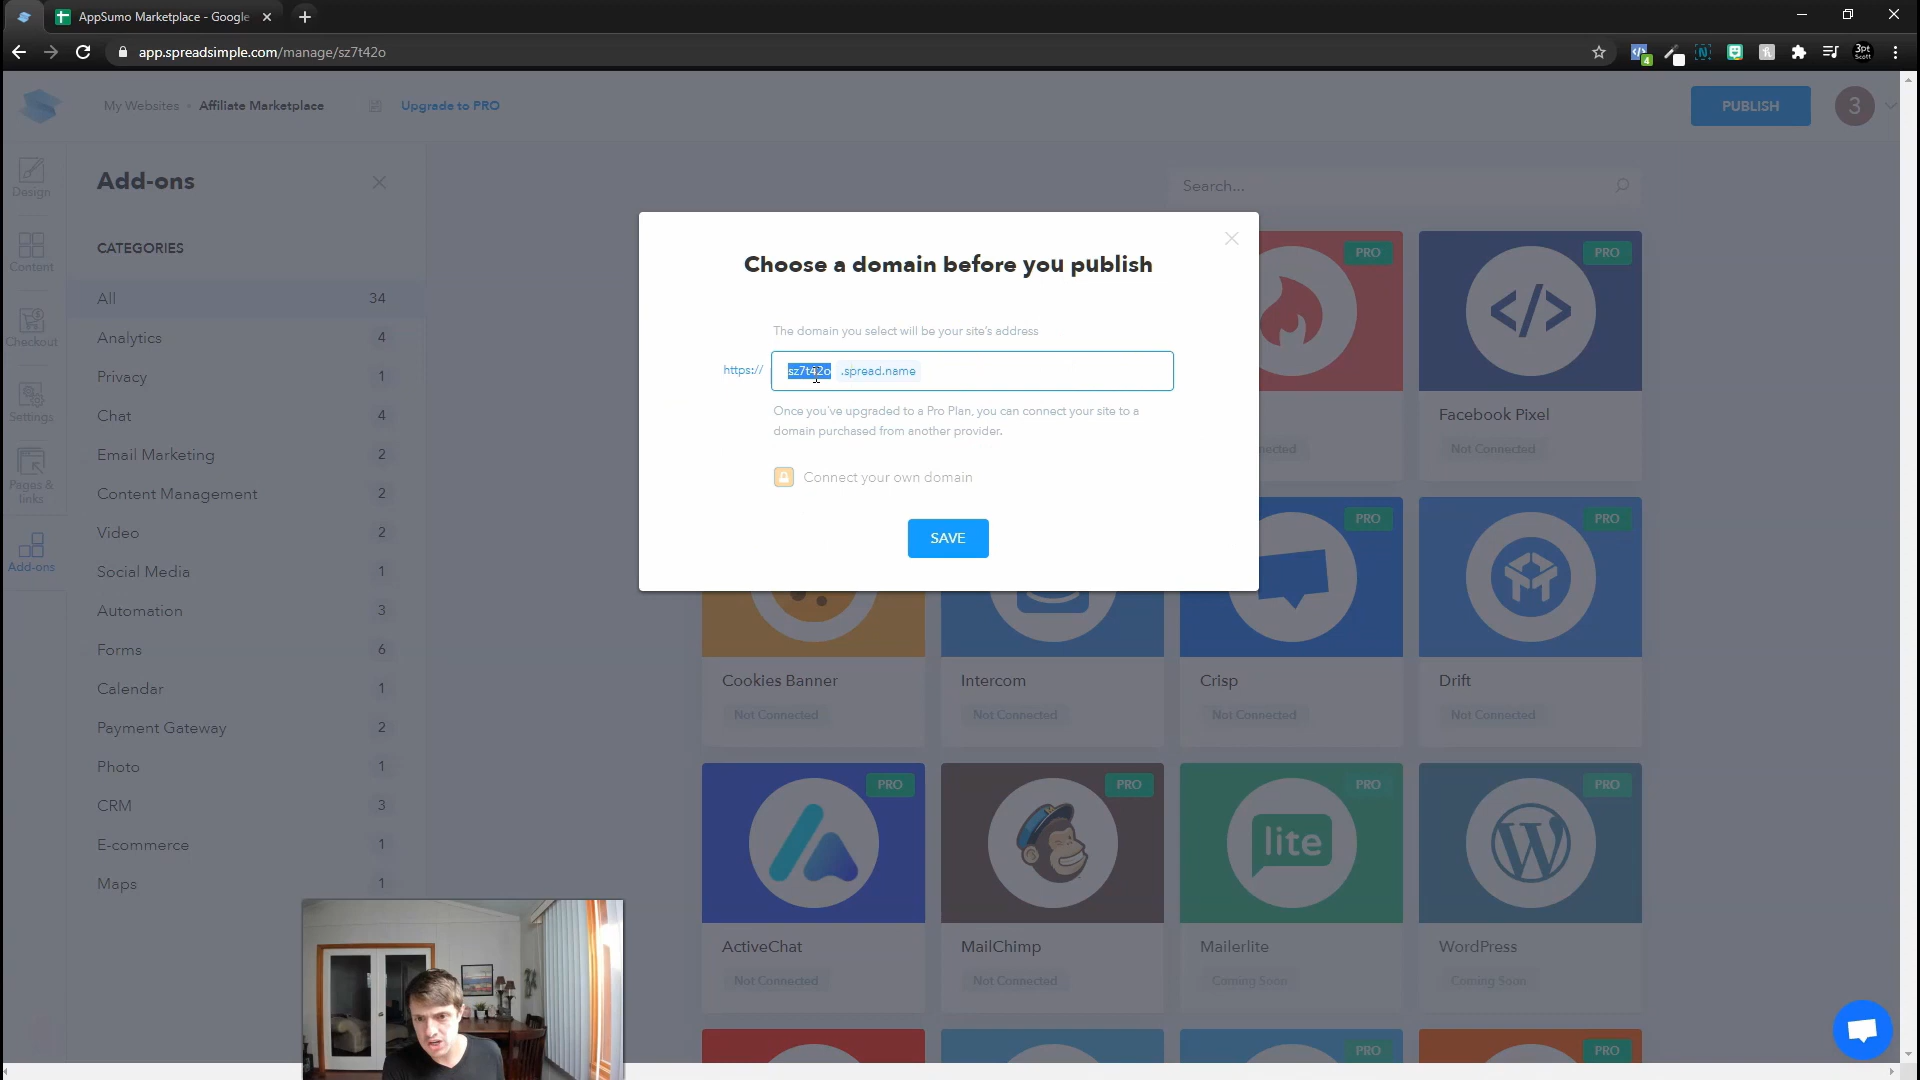 AppSumo Marketplace - Google
app.spreadsimple.com/manage/sz7t42o
4
3pt
Scott
My Websites
Affiliate Marketplace
Upgrade to PRO
PUBLISH
3
Design
Content
Checkout
Settings
Pages &
links
Add-ons
Add-ons
CATEGORIES
All 34
Analytics 4
Privacy 1
Chat 4
Email Marketing 2
Content Management 2
Video 2
Social Media 1
Automation 3
Forms 6
Calendar 1
Payment Gateway 2
Photo 1
CRM 3
E-commerce 1
Maps 1
Search...
Choose a domain before you publish
The domain you select will be your site's address
https:// sz7t42o .spread.name
Once you've upgraded to a Pro Plan, you can connect your site to a
domain purchased from another provider.
Connect your own domain
SAVE
PRO PRO
Facebook Pixel
Not Connected
PRO PRO
Cookies Banner Intercom Crisp Drift
Not Connected Not Connected Not Connected Not Connected
PRO PRO PRO PRO
lite
ActiveChat MailChimp Mailerlite WordPress
Not Connected Not Connected Coming Soon Coming Soon
PRO PRO